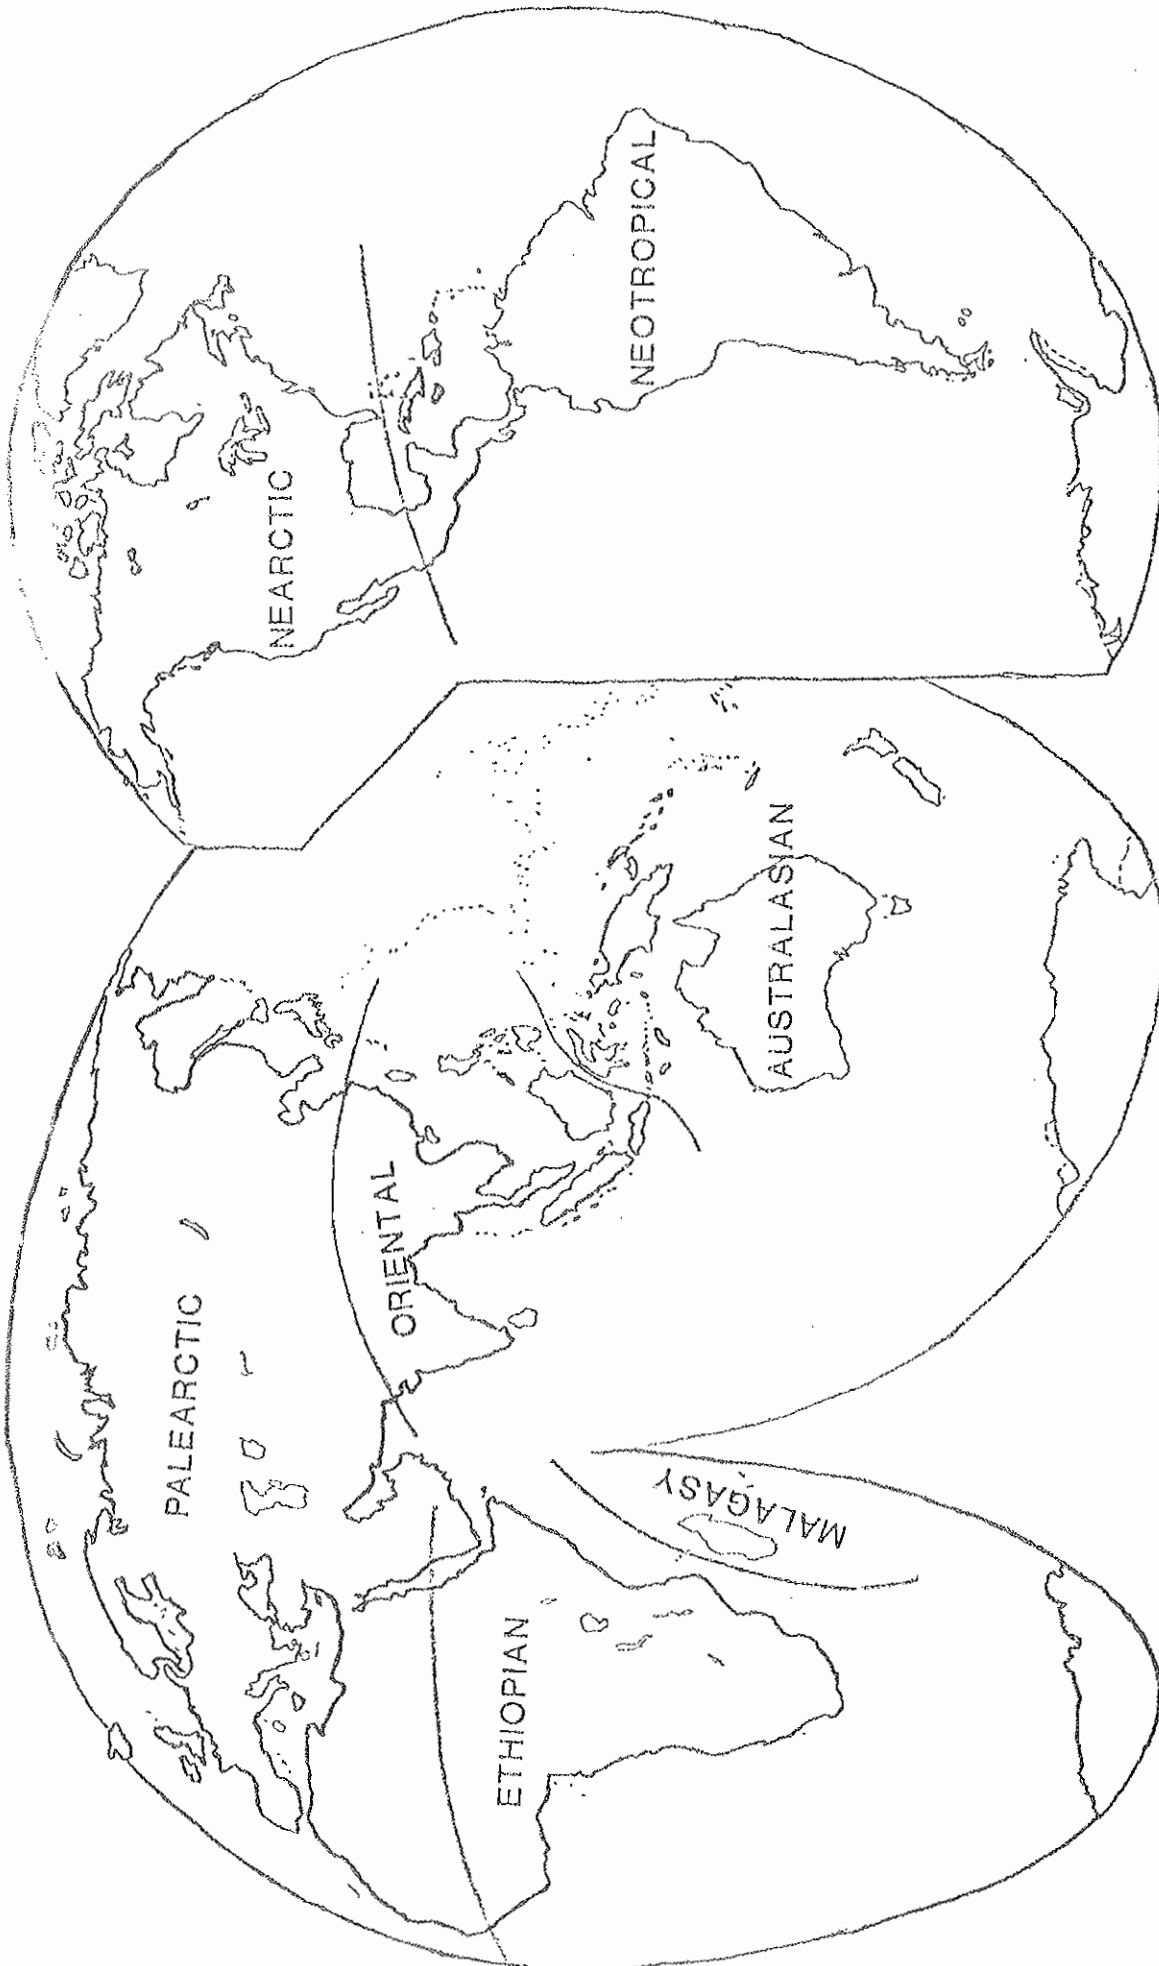 NEARCTIC
NEOTROPICAL
PALEARCTIC
ORIENTAL
AUSTRALASIAN
ETHIOPIAN
MALAGASY